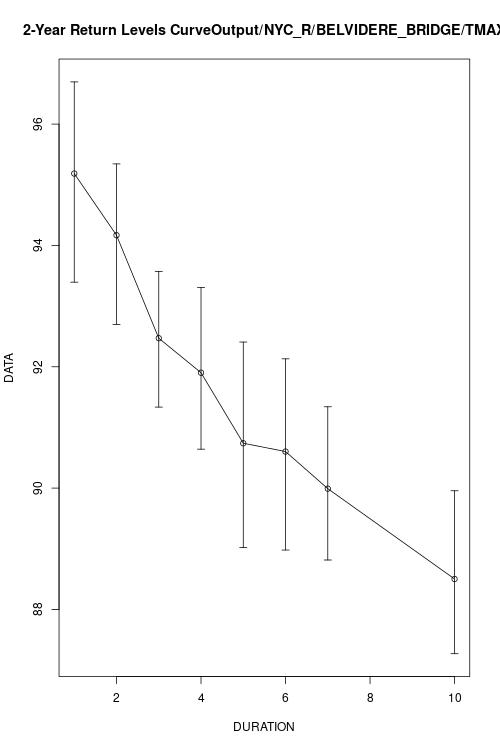 2-Year Return Levels CurveOutput/NYC_R/BELVIDERE_BRIDGE/TMAX
96
94
92
90
88
DATA
2 4 6 8 10
DURATION